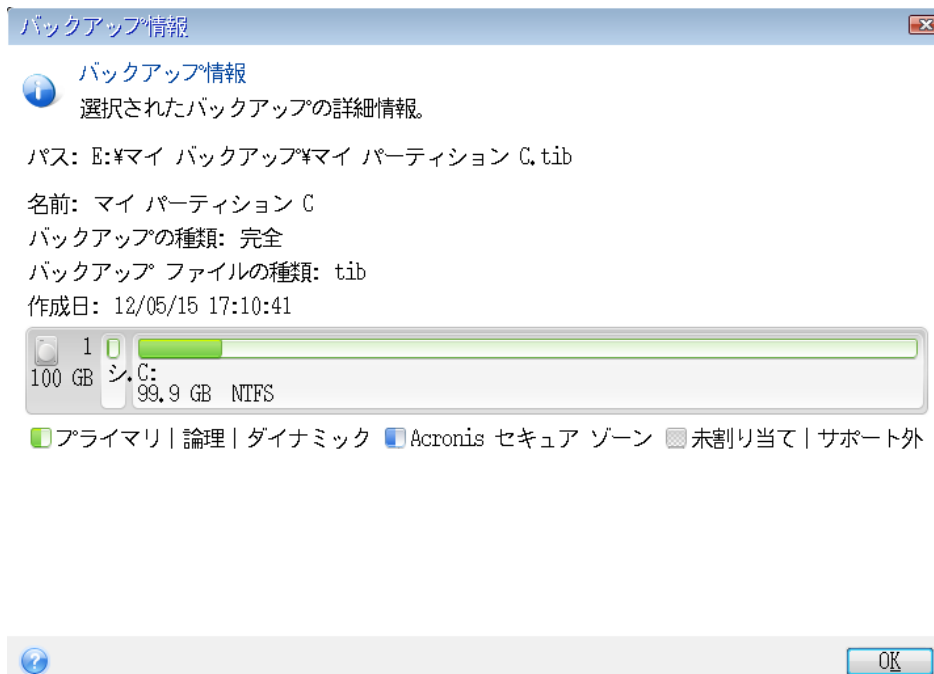 バックアップ情報
バックアップ情報
選択されたバックアップの詳細情報。
パス: E:¥マイ バックアップ¥マイ パーティション C.tib
名前: マイ パーティション C
バックアップの種類: 完全
バックアップ ファイルの種類: tib
作成日: 12/05/15 17:10:41
1
100 GB
シ.
C:
99.9 GB NTFS
プライマリ|論理|ダイナミック Acronis セキュア ゾーン 未割り当て|サポート外
OK